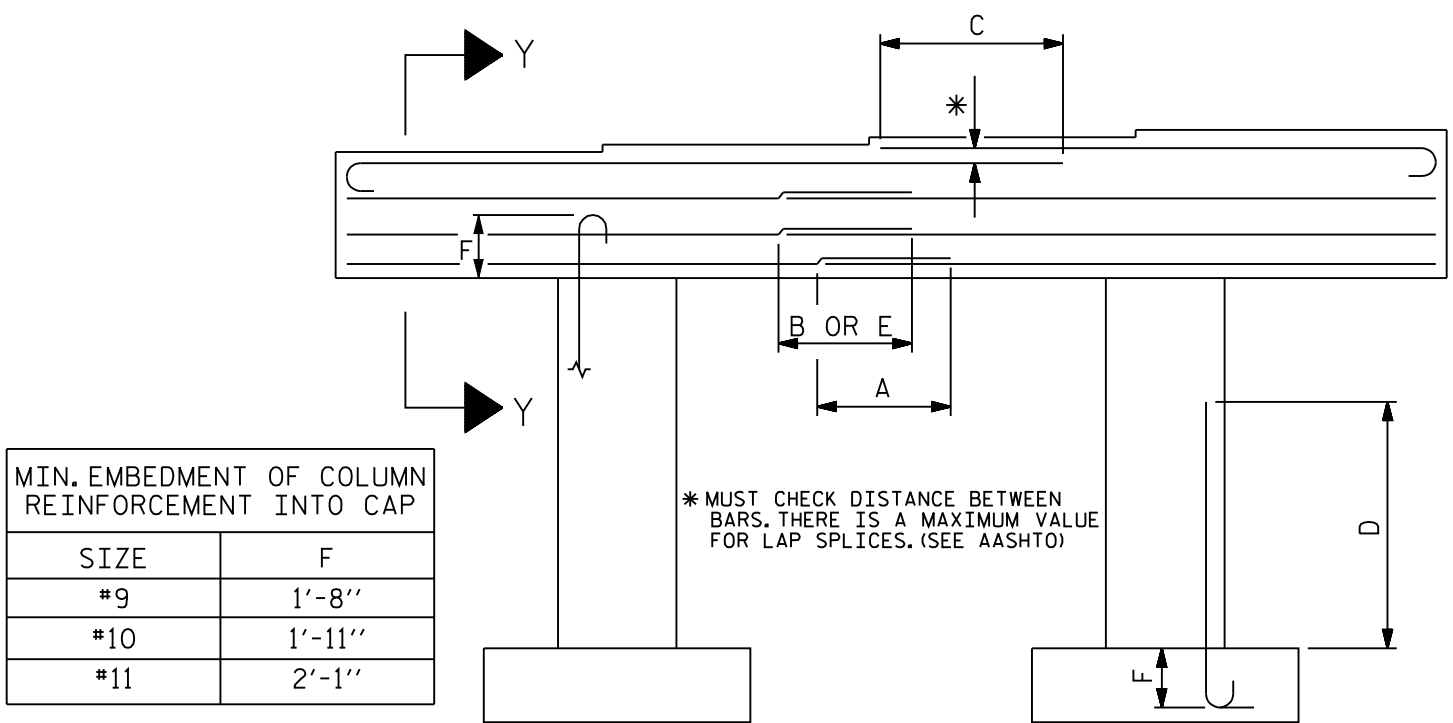 C
Y
*
F
B OR E
A
Y
MIN. EMBEDMENT OF COLUMN
REINFORCEMENT INTO CAP
SIZE F
#9 1'-8''
#10 1'-11''
#11 2'-1''
* MUST CHECK DISTANCE BETWEEN
BARS. THERE IS A MAXIMUM VALUE
FOR LAP SPLICES. (SEE AASHTO)
D
F